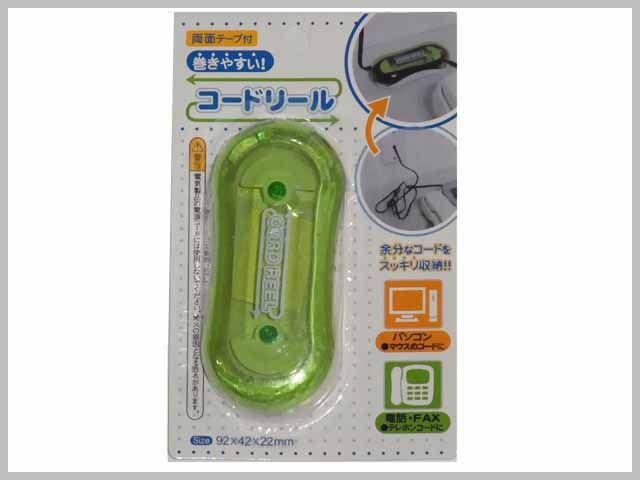 両面テープ付
巻きやすい!
コードリール
CORD REEL
余分なコードを
スッキリ収納!!
パソコン
●マウスのコードに
電話・FAX
●テレホンコードに
Size 92×42×22mm
警告